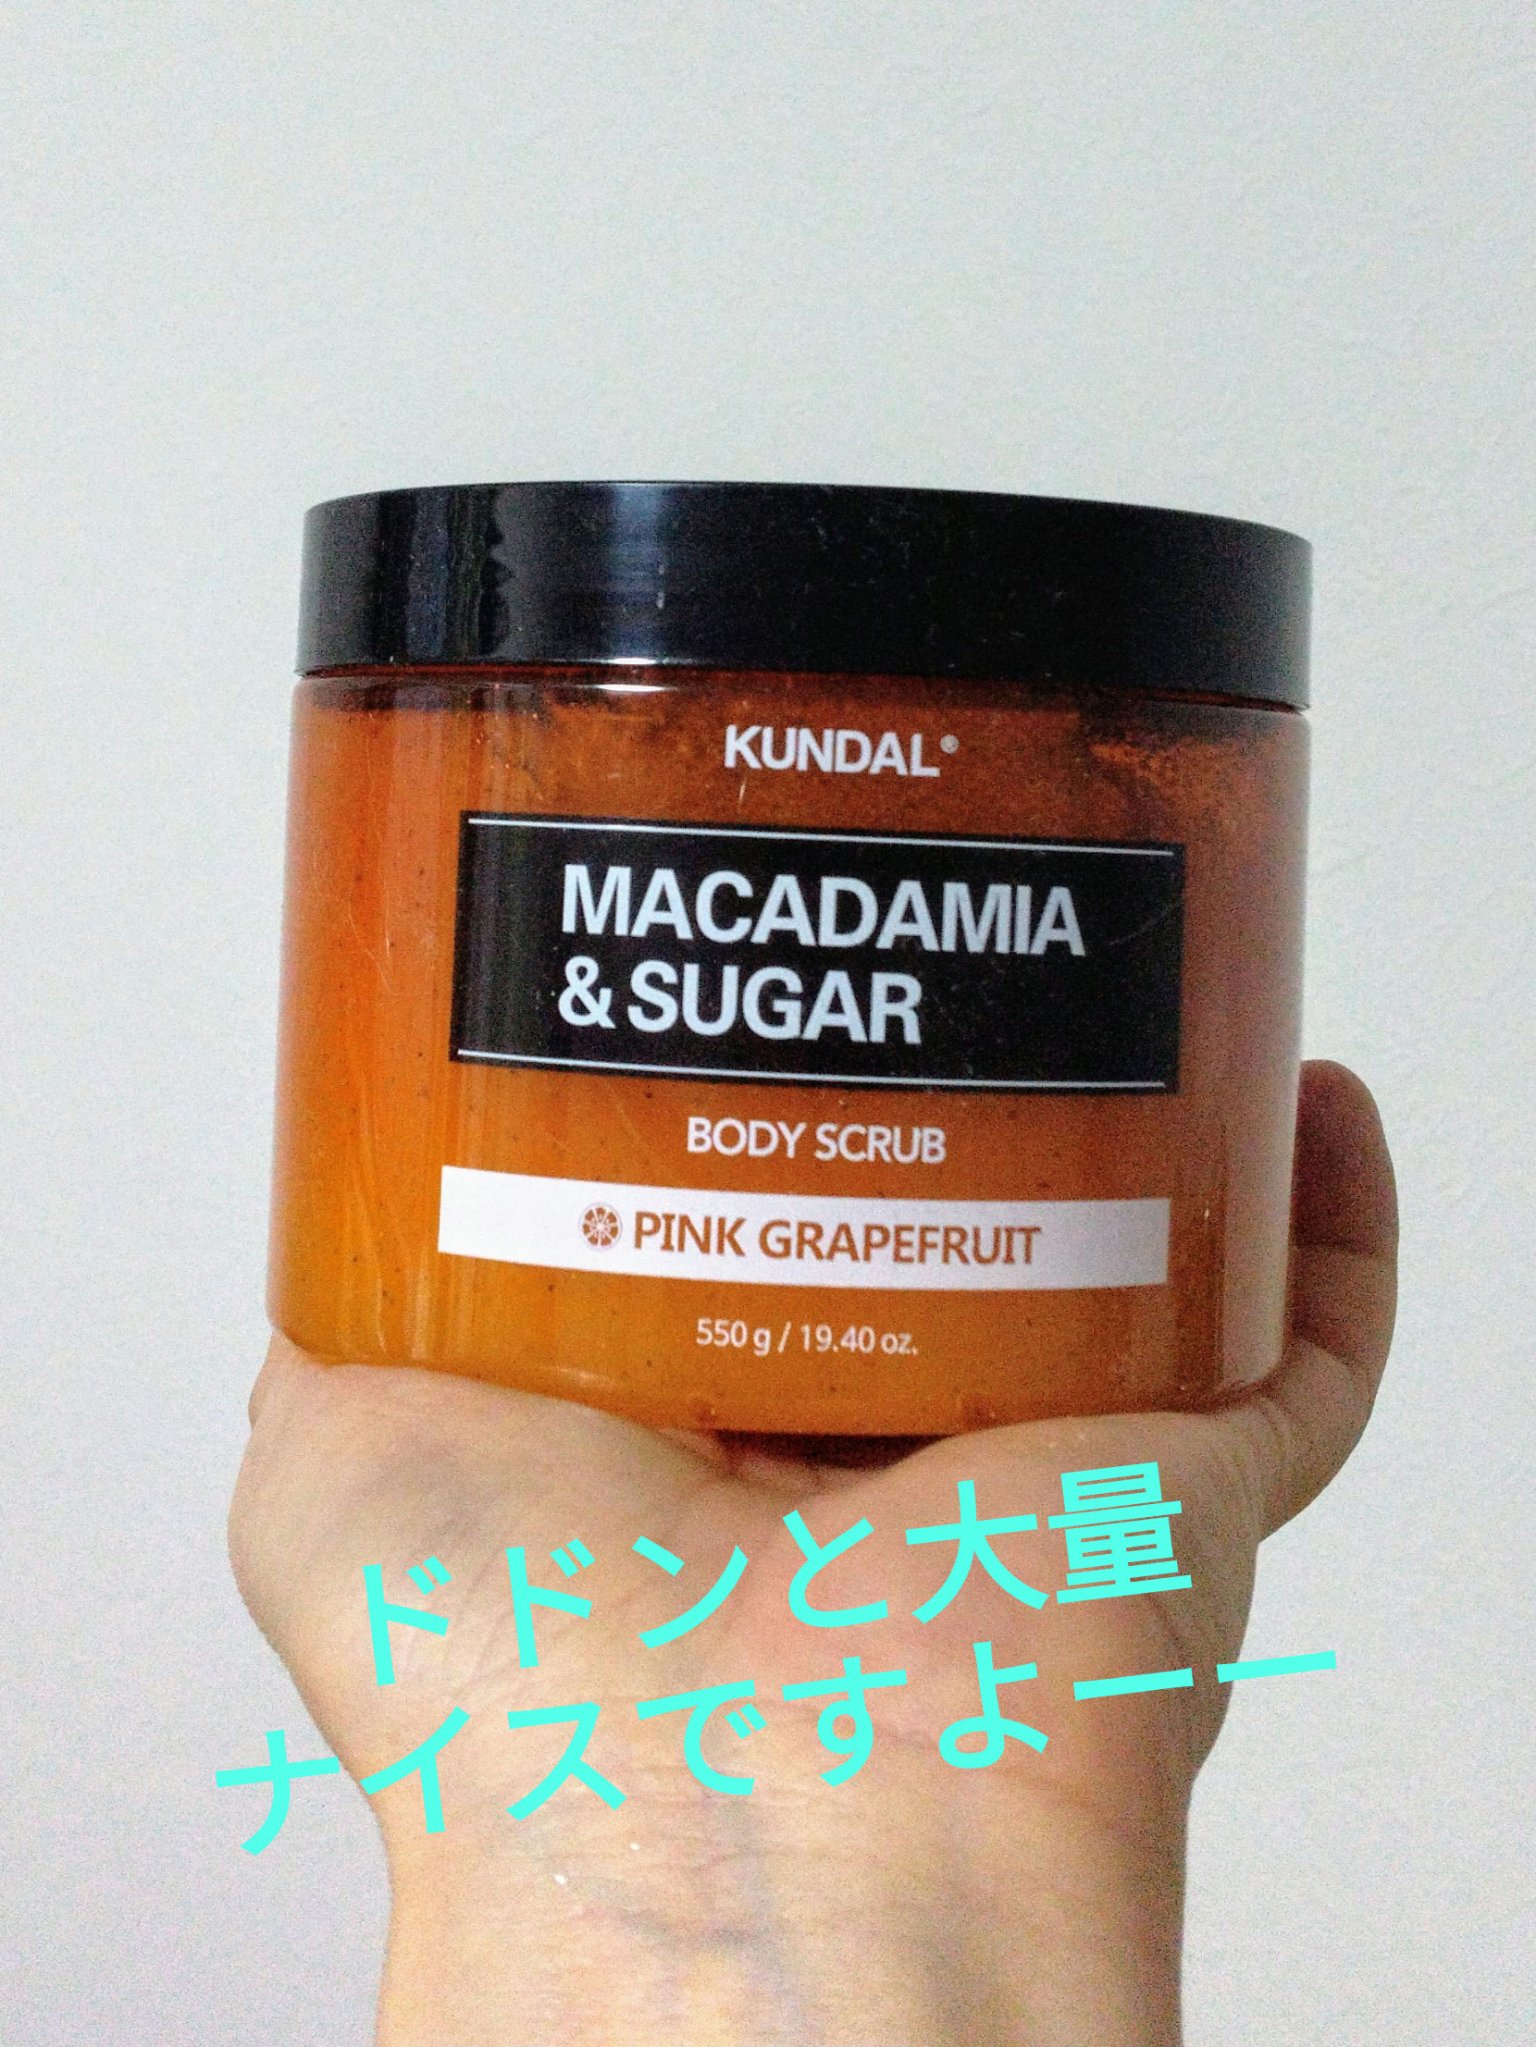 KUNDAL®
MACADAMIA
& SUGAR
BODY SCRUB
PINK GRAPEFRUIT
550 g / 19.40 oz.
ドドンと大量
ナイスですよーー